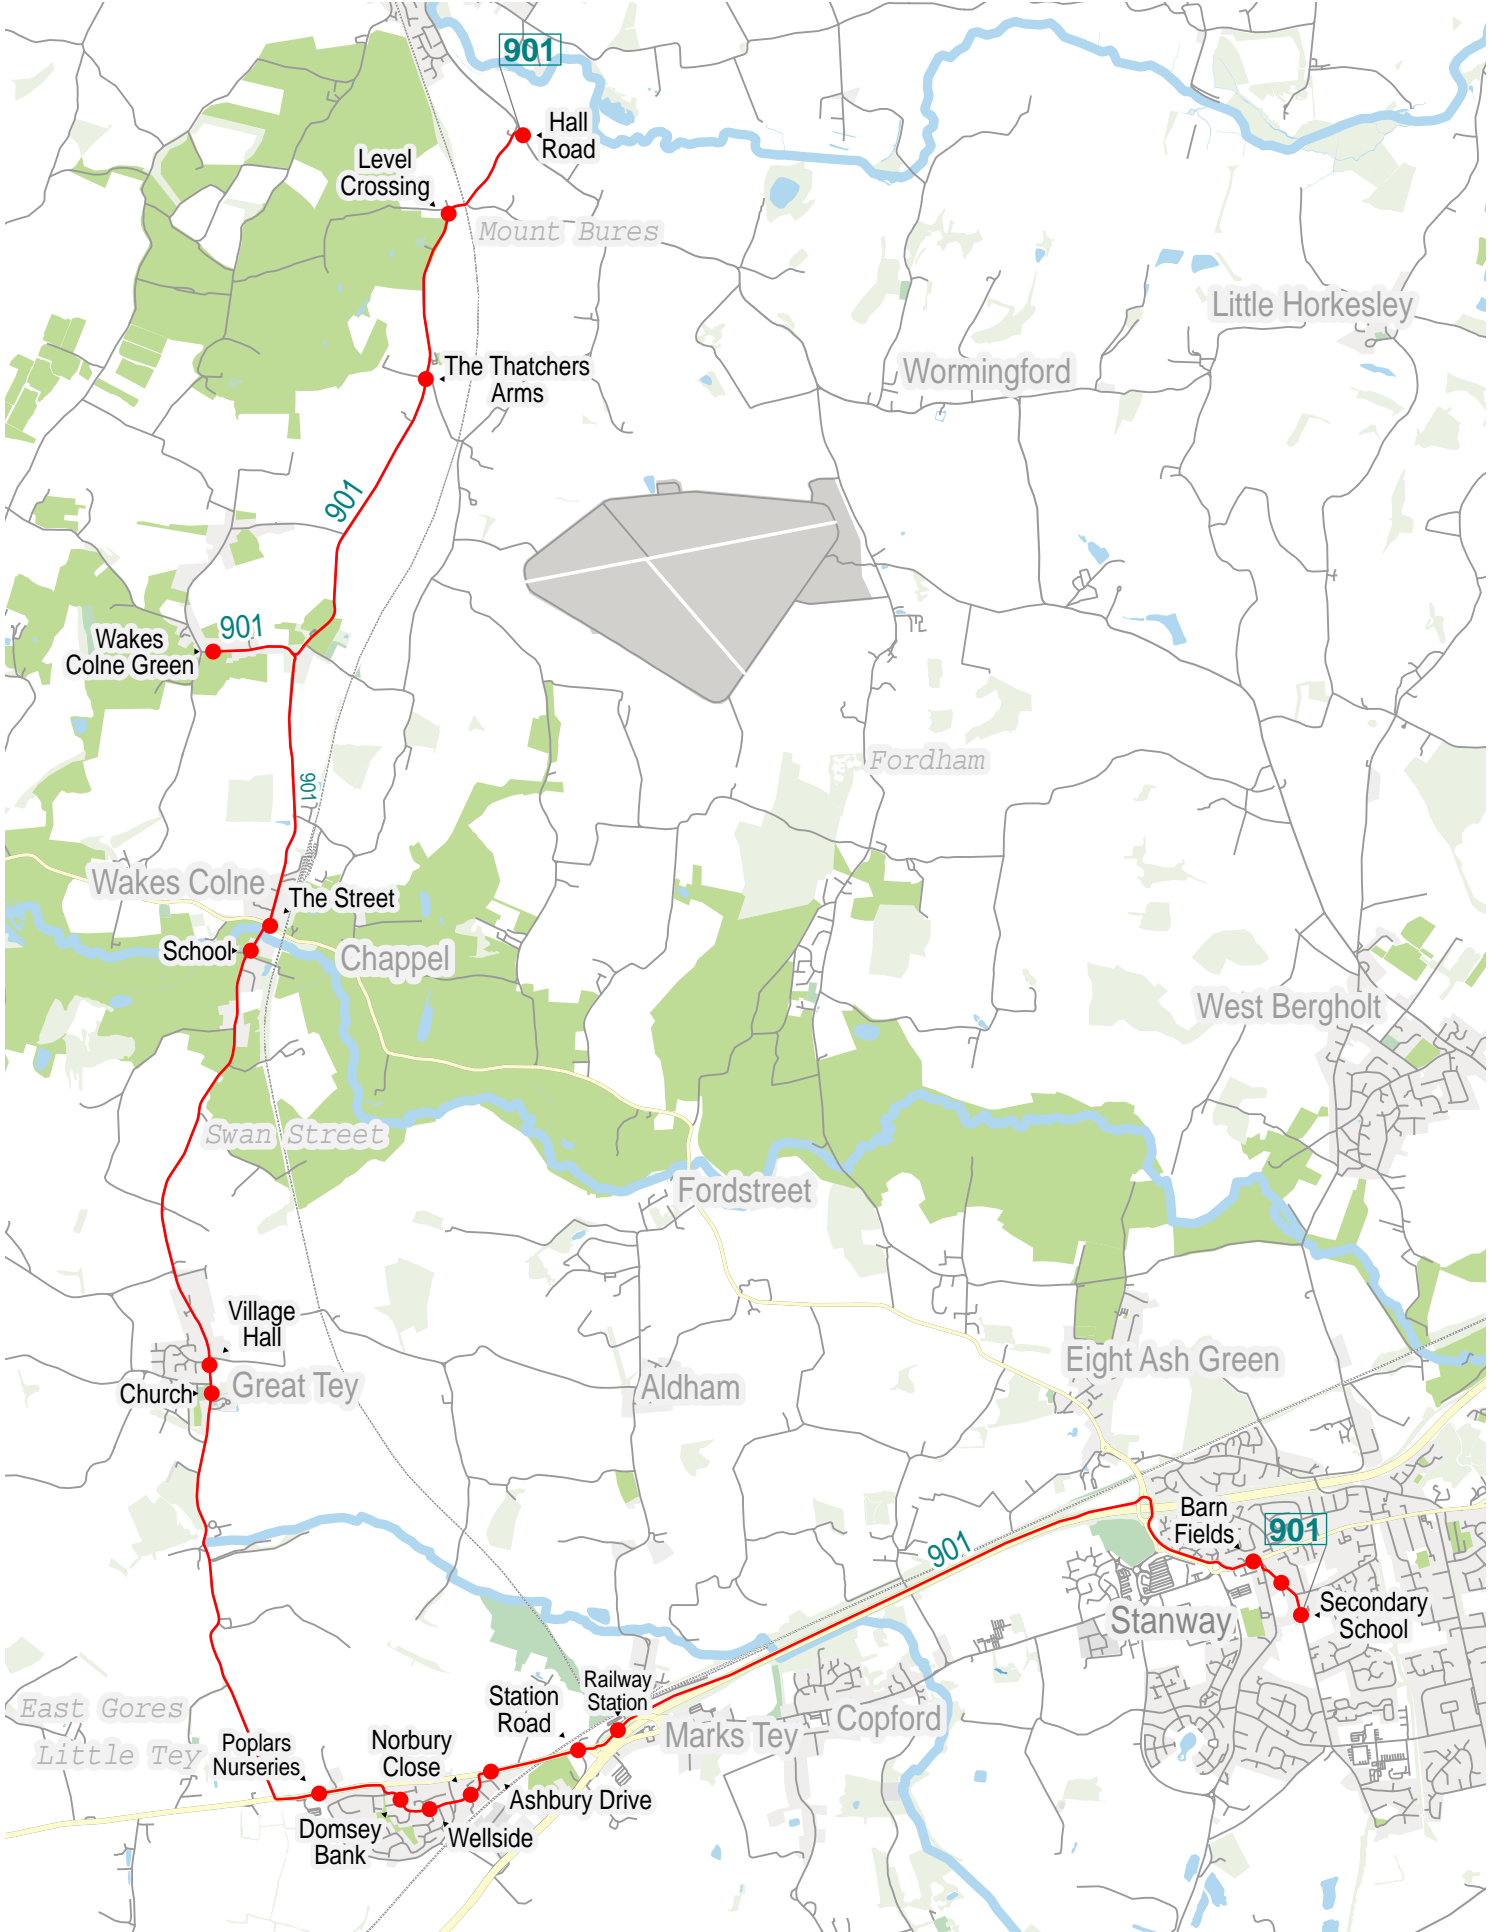 901
Hall
Road
Level
Crossing
Mount Bures
Little Horkesley
The Thatchers
Arms
Wormingford
901
901
Wakes
Colne Green
Fordham
901
Wakes Colne
The Street
School
Chappel
West Bergholt
Swan Street
Fordstreet
Village
Hall
Eight Ash Green
Church
Great Tey
Aldham
Barn
Fields
901
901
Secondary
School
Stanway
Railway
Station
Station
Road
East Gores
Marks Tey
Copford
Little Tey
Poplars
Nurseries
Norbury
Close
Ashbury Drive
Domsey
Bank
Wellside